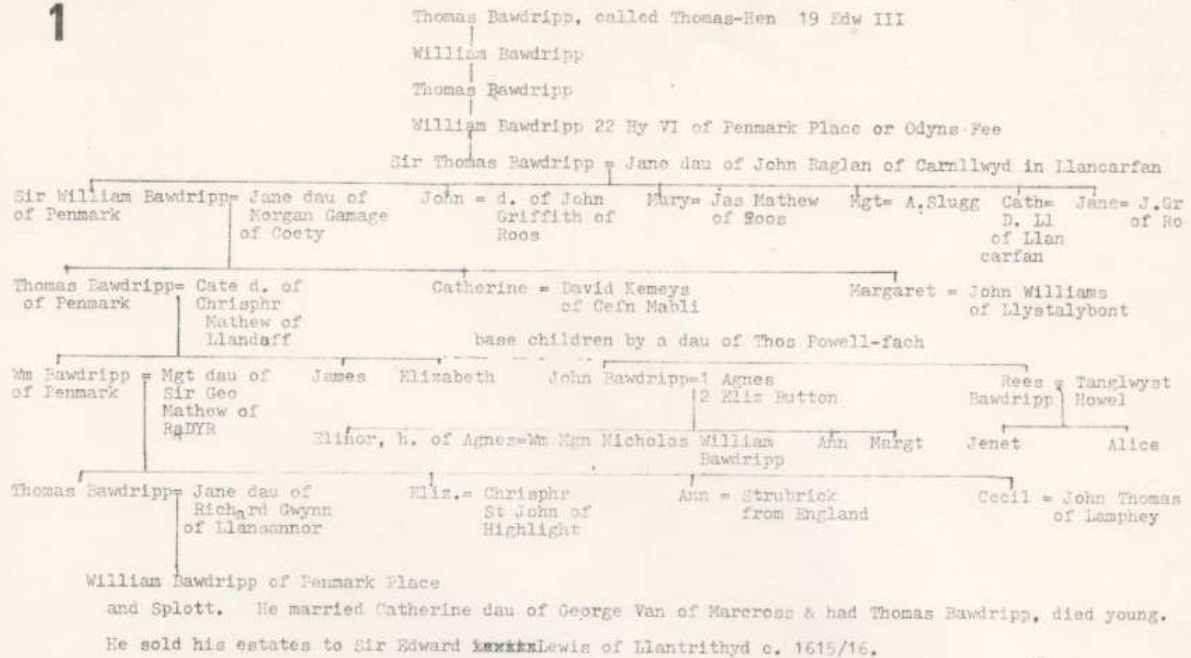 1
Thomas Bawdripp, called Thomas-Hen 19 Edw III
William Bawdripp
Thomas Bawdripp
William Bawdripp 22 Hy VI of Penmark Place or Odyns Fee
Sir Thomas Bawdripp = Jane dau of John Raglan of Carnllwyd in Llancarfan
Sir William Bawdripp= Jane dau of John = d. of John Mary= Jas Mathew Mgt= A.Slugg Cath= Jane= J.Gr
of Penmark Morgan Gamage Griffith of of Roos D. Ll of Ro
of Coety Roos of Llan
carfan
Thomas Bawdripp= Cate d. of Catherine = David Kemeys Margaret = John Williams
of Penmark Chrisphr of Cefn Mabli of Llystalybont
Mathew of
Llandaff base children by a dau of Thos Powell-fach
Wm Bawdripp = Mgt dau of James Elizabeth John Bawdripp=1 Agnes Rees = Tanglwyst
of Penmark Sir Geo 2 Eliz Button Bawdripp Howel
Mathew of
RaDYR Elinor, h. of Agnes=Wm Mgn Nicholas William Ann Margt Jenet Alice
Bawdripp
Thomas Bawdripp= Jane dau of Eliz.= Chrisphr Ann = Strubrick Cecil = John Thomas
Richard Gwynn St John of from England of Lamphey
of Llansannor Highlight
William Bawdripp of Penmark Place
and Splott. He married Catherine dau of George Van of Marcross & had Thomas Bawdripp, died young.
He sold his estates to Sir Edward Lewis of Llantrithyd c. 1615/16.